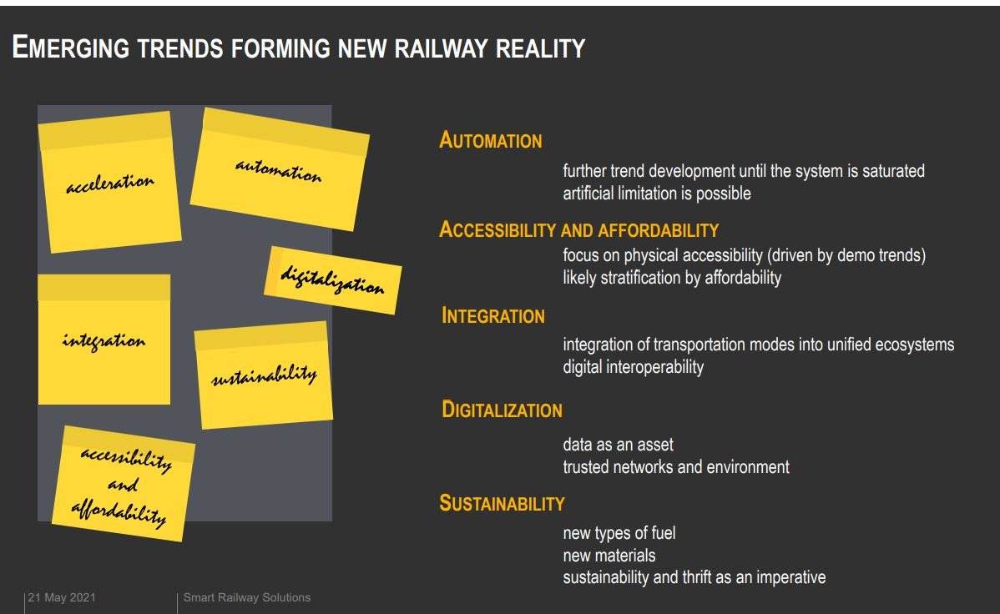 EMERGING TRENDS FORMING NEW RAILWAY REALITY
acceleration
automation
digitalization
integration
sustainability
accessibility
and
affordability
AUTOMATION
further trend development until the system is saturated
artificial limitation is possible
ACCESSIBILITY AND AFFORDABILITY
focus on physical accessibility (driven by demo trends)
likely stratification by affordability
INTEGRATION
integration of transportation modes into unified ecosystems
digital interoperability
DIGITALIZATION
data as an asset
trusted networks and environment
SUSTAINABILITY
new types of fuel
new materials
sustainability and thrift as an imperative
21 May 2021
Smart Railway Solutions